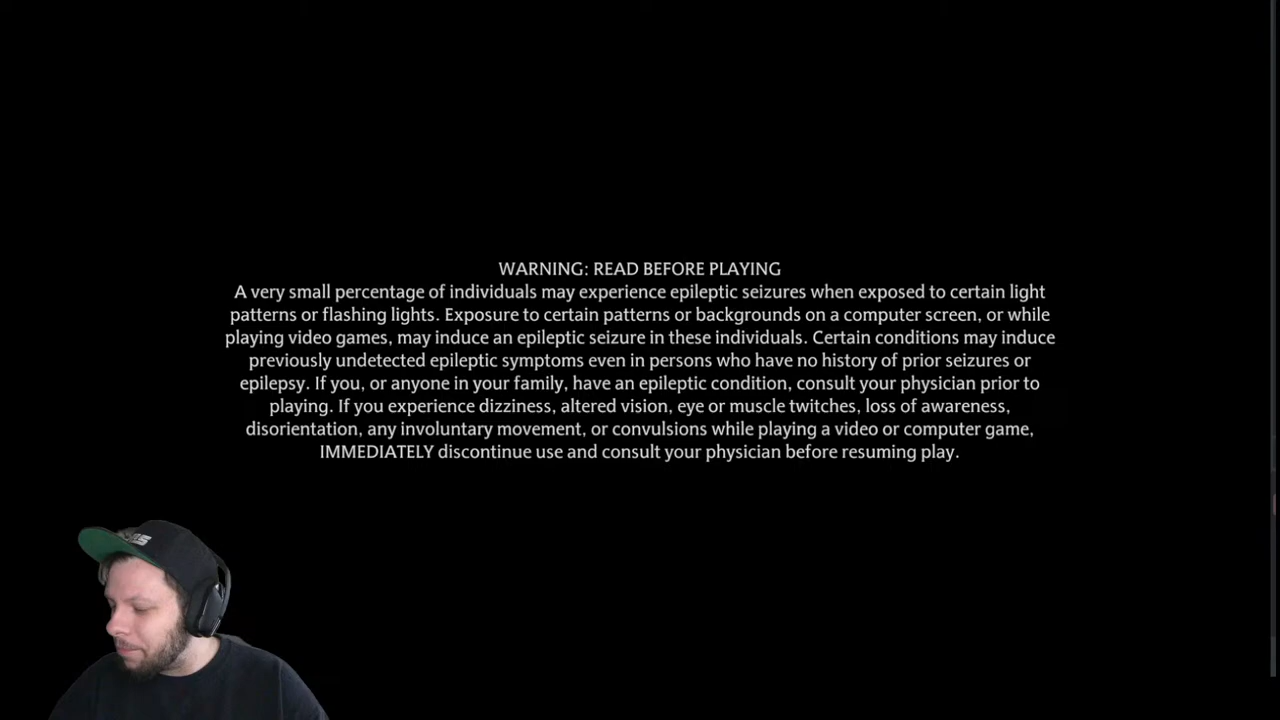 WARNING: READ BEFORE PLAYING
A very small percentage of individuals may experience epileptic seizures when exposed to certain light
patterns or flashing lights. Exposure to certain patterns or backgrounds on a computer screen, or while
playing video games, may induce an epileptic seizure in these individuals. Certain conditions may induce
previously undetected epileptic symptoms even in persons who have no history of prior seizures or
epilepsy. If you, or anyone in your family, have an epileptic condition, consult your physician prior to
playing. If you experience dizziness, altered vision, eye or muscle twitches, loss of awareness,
disorientation, any involuntary movement, or convulsions while playing a video or computer game,
IMMEDIATELY discontinue use and consult your physician before resuming play.